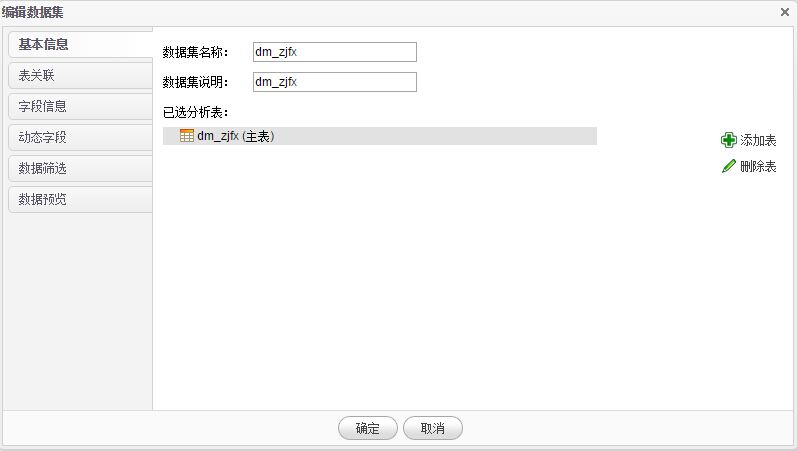 编辑数据集
基本信息
表关联
字段信息
动态字段
数据筛选
数据预览
数据集名称： dm_zjfx
数据集说明： dm_zjfx
已选分析表：
dm_zjfx (主表)
添加表
删除表
确定 取消